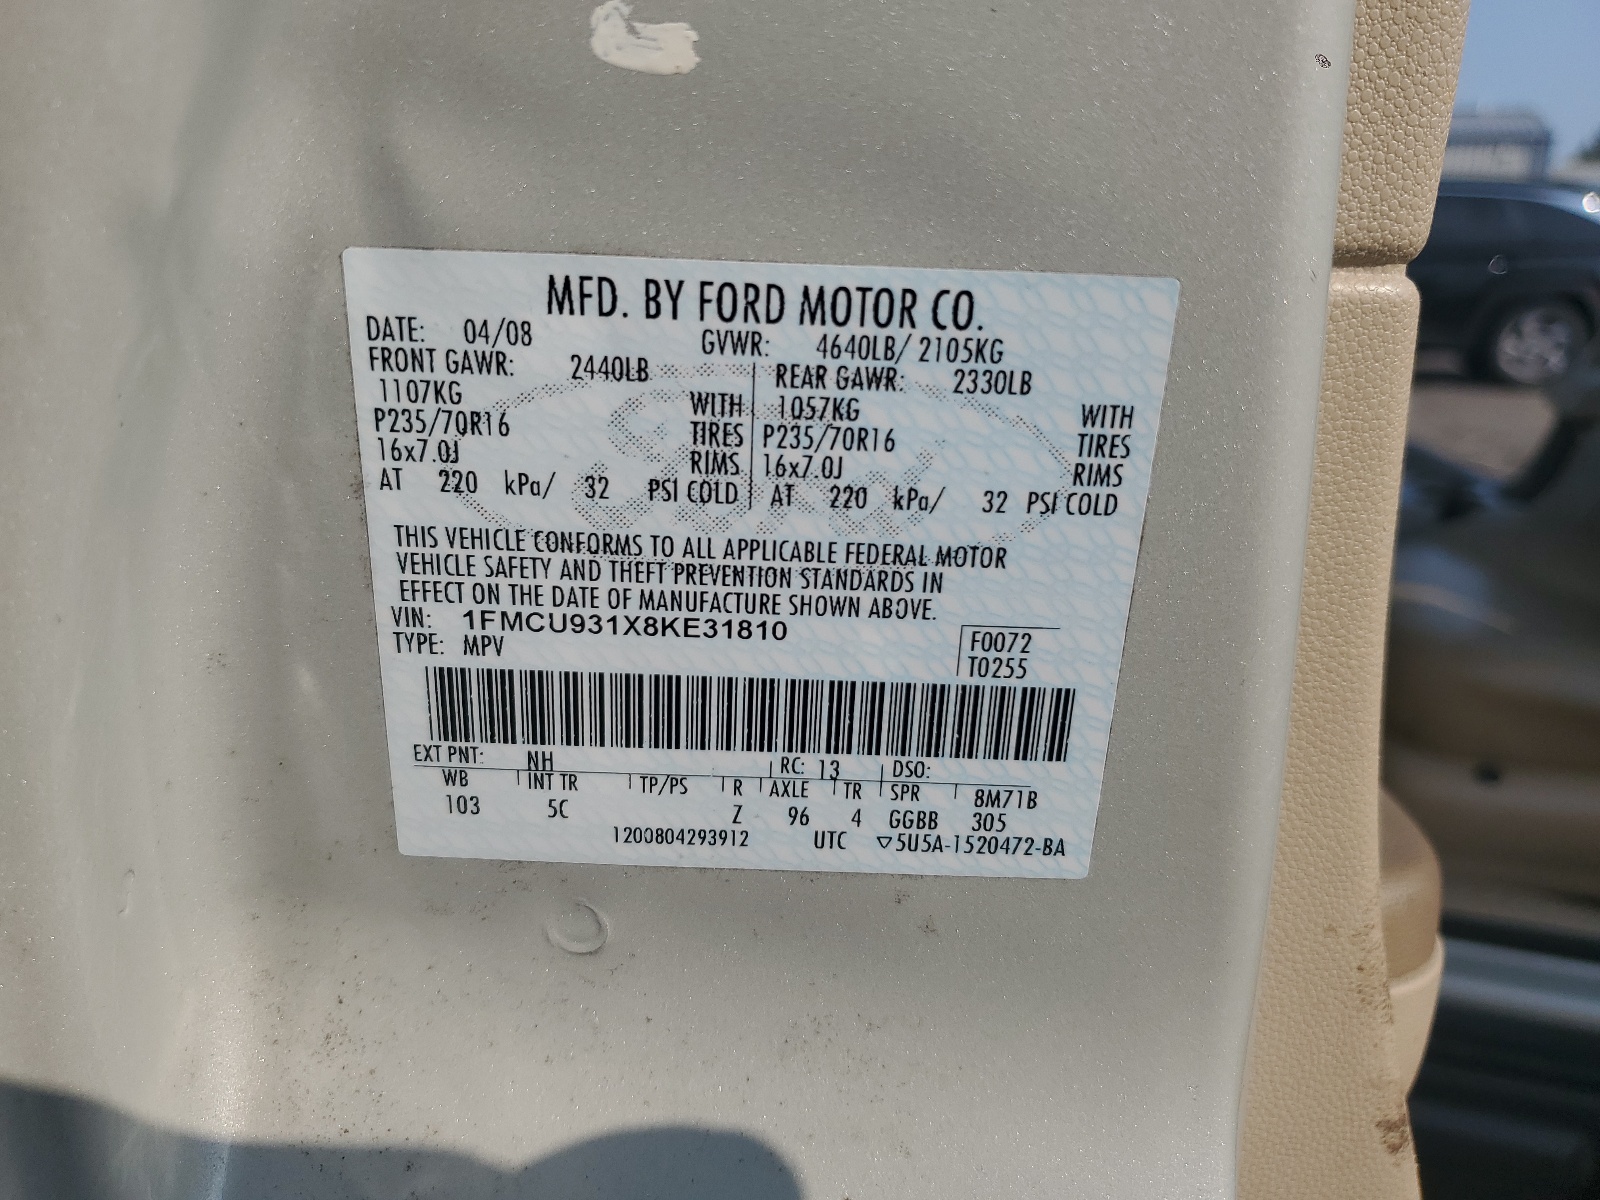 MFD. BY FORD MOTOR CO.
DATE: 04/08 GVWR: 4640LB/ 2105KG
FRONT GAWR: 2440LB REAR GAWR: 2330LB
1107KG WITH 1057KG WITH
P235/70R16 TIRES P235/70R16 TIRES
16x7.0J RIMS 16x7.0J RIMS
AT 220 kPa/ 32 PSI COLD AT 220 kPa/ 32 PSI COLD
THIS VEHICLE CONFORMS TO ALL APPLICABLE FEDERAL MOTOR
VEHICLE SAFETY AND THEFT PREVENTION STANDARDS IN
EFFECT ON THE DATE OF MANUFACTURE SHOWN ABOVE.
VIN: 1FMCU931X8KE31810
TYPE: MPV
F0072
T0255
EXT PNT: NH RC: 13 DSO:
WB INT TR TP/PS R AXLE TR SPR 8M71B
103 5C Z 96 4 GGBB 305
1200804293912 UTC ▽5U5A-1520472-BA